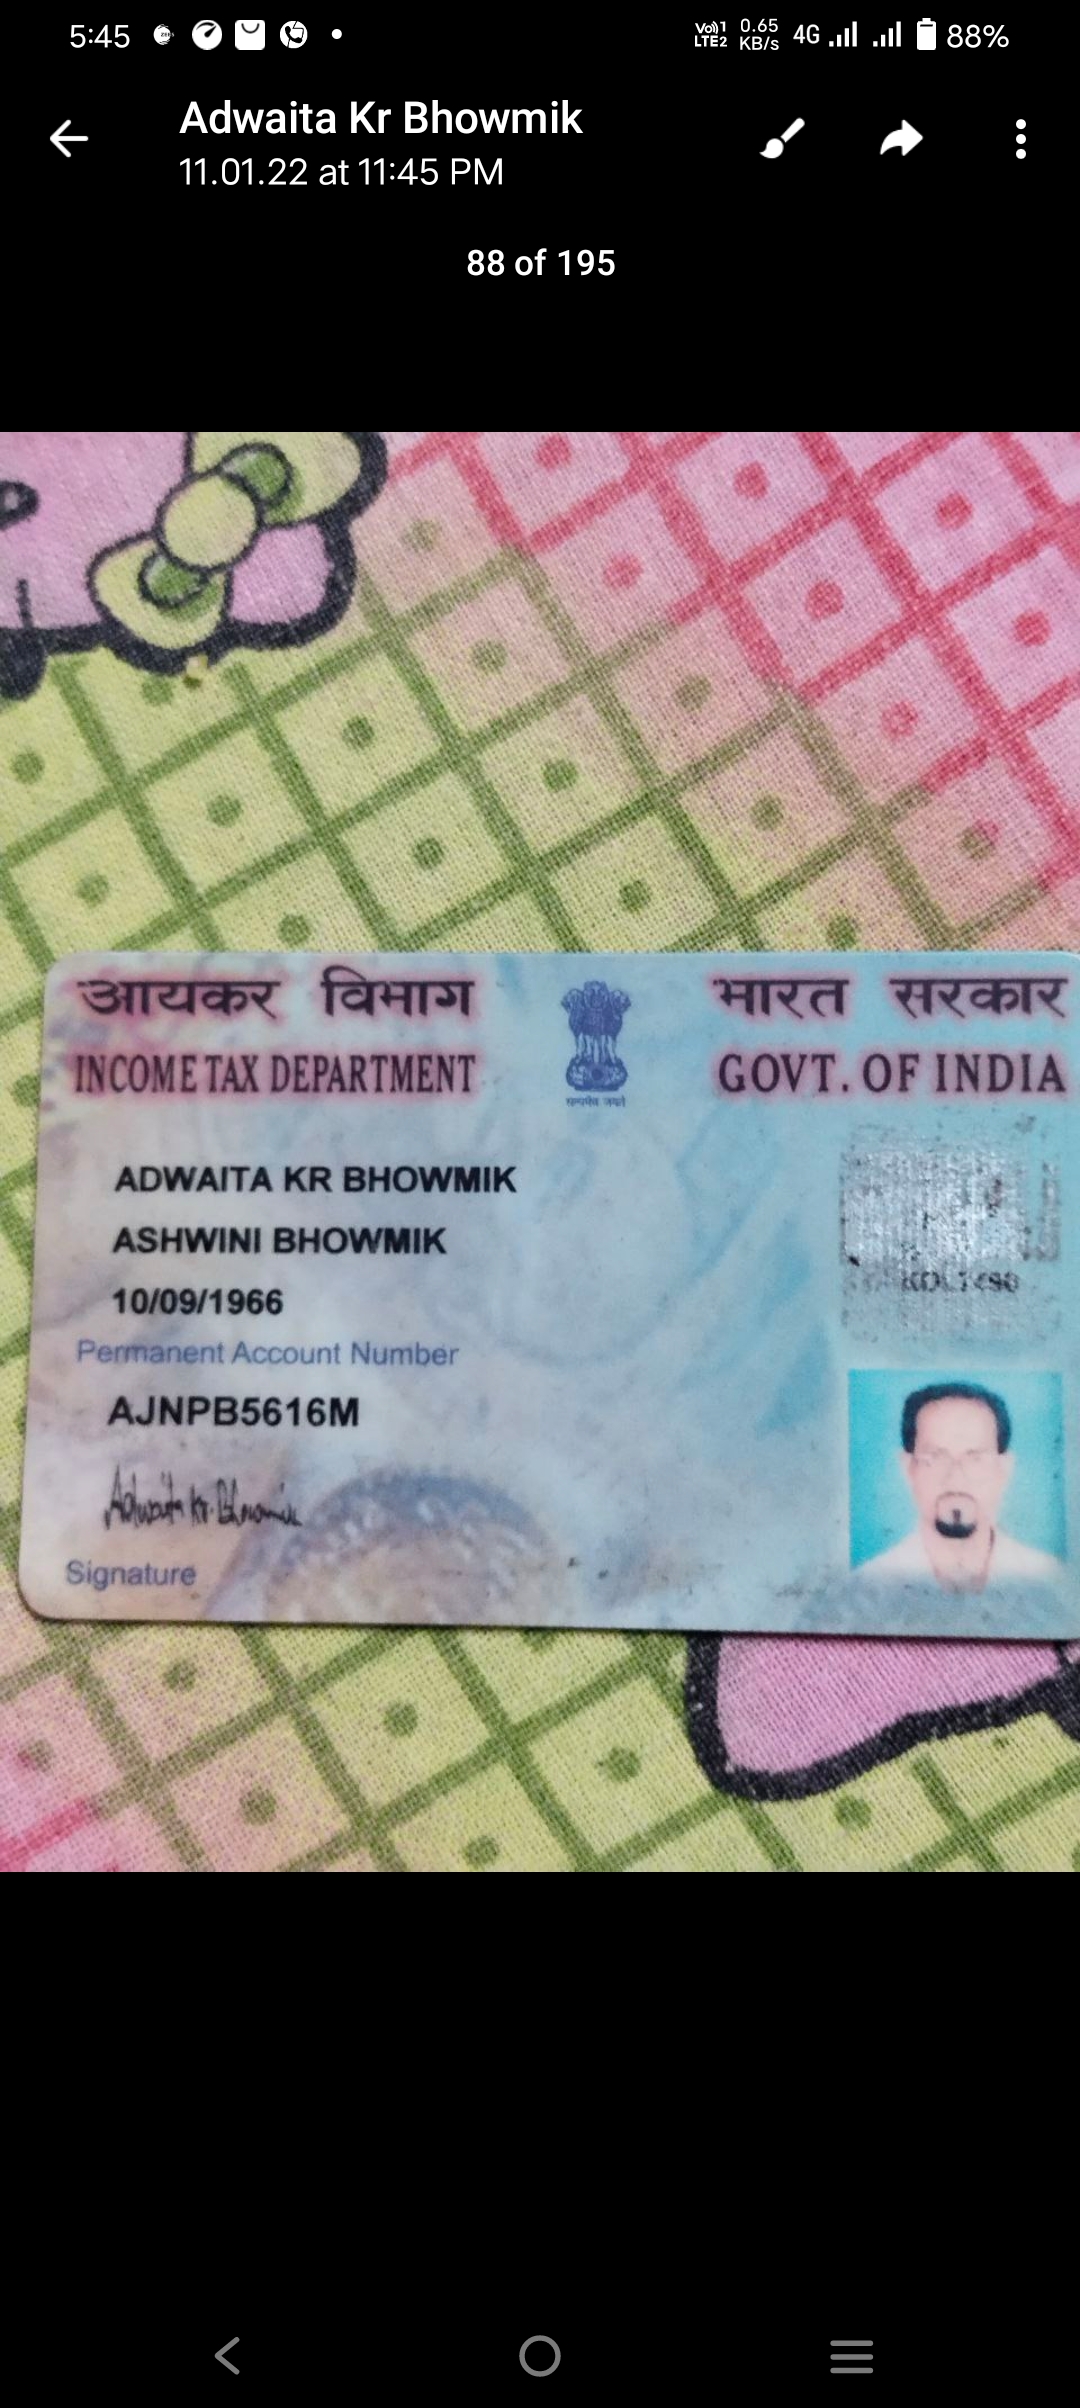 5:45
Vo) 1 LTE2 0.65 KB/s 4G 88%
Adwaita Kr Bhowmik
11.01.22 at 11:45 PM
88 of 195
आयकर विभाग भारत सरकार
INCOME TAX DEPARTMENT GOVT. OF INDIA
सत्यमेव जयते
ADWAITA KR BHOWMIK
ASHWINI BHOWMIK
10/09/1966
Permanent Account Number
AJNPB5616M
Adwaita Kr. Bhowmik
Signature